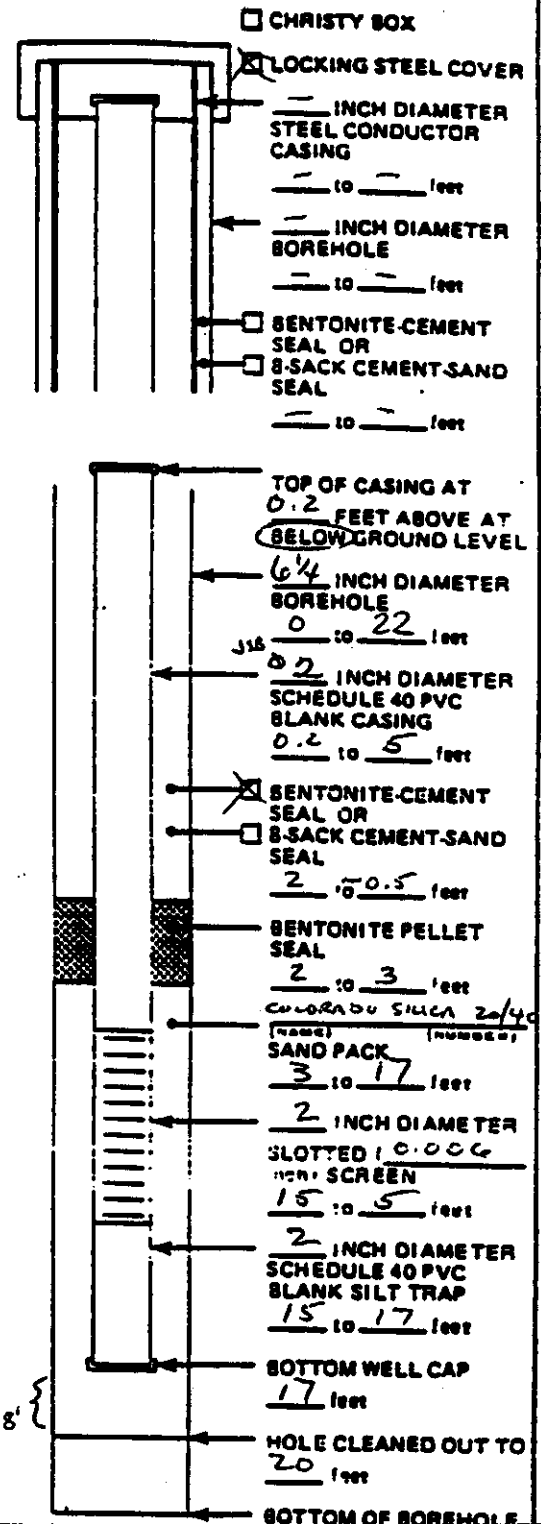 CHRISTY BOX
LOCKING STEEL COVER
— INCH DIAMETER
STEEL CONDUCTOR
CASING
— to — feet
— INCH DIAMETER
BOREHOLE
— to — feet
BENTONITE-CEMENT
SEAL OR
8-SACK CEMENT-SAND
SEAL
— to — feet
TOP OF CASING AT
0.2 FEET ABOVE AT
BELOW GROUND LEVEL
6 1/4 INCH DIAMETER
BOREHOLE
0 to 22 feet
2 INCH DIAMETER
SCHEDULE 40 PVC
BLANK CASING
0.2 to 5 feet
BENTONITE-CEMENT
SEAL OR
8-SACK CEMENT-SAND
SEAL
2 to 0.5 feet
BENTONITE PELLET
SEAL
2 to 3 feet
COLORADO SILICA 20/40
(NAME) (NUMBER)
SAND PACK
3 to 17 feet
2 INCH DIAMETER
SLOTTED ( 0.006
inch) SCREEN
15 to 5 feet
2 INCH DIAMETER
SCHEDULE 40 PVC
BLANK SILT TRAP
15 to 17 feet
BOTTOM WELL CAP
17 feet
8'
HOLE CLEANED OUT TO
20 feet
BOTTOM OF BOREHOLE